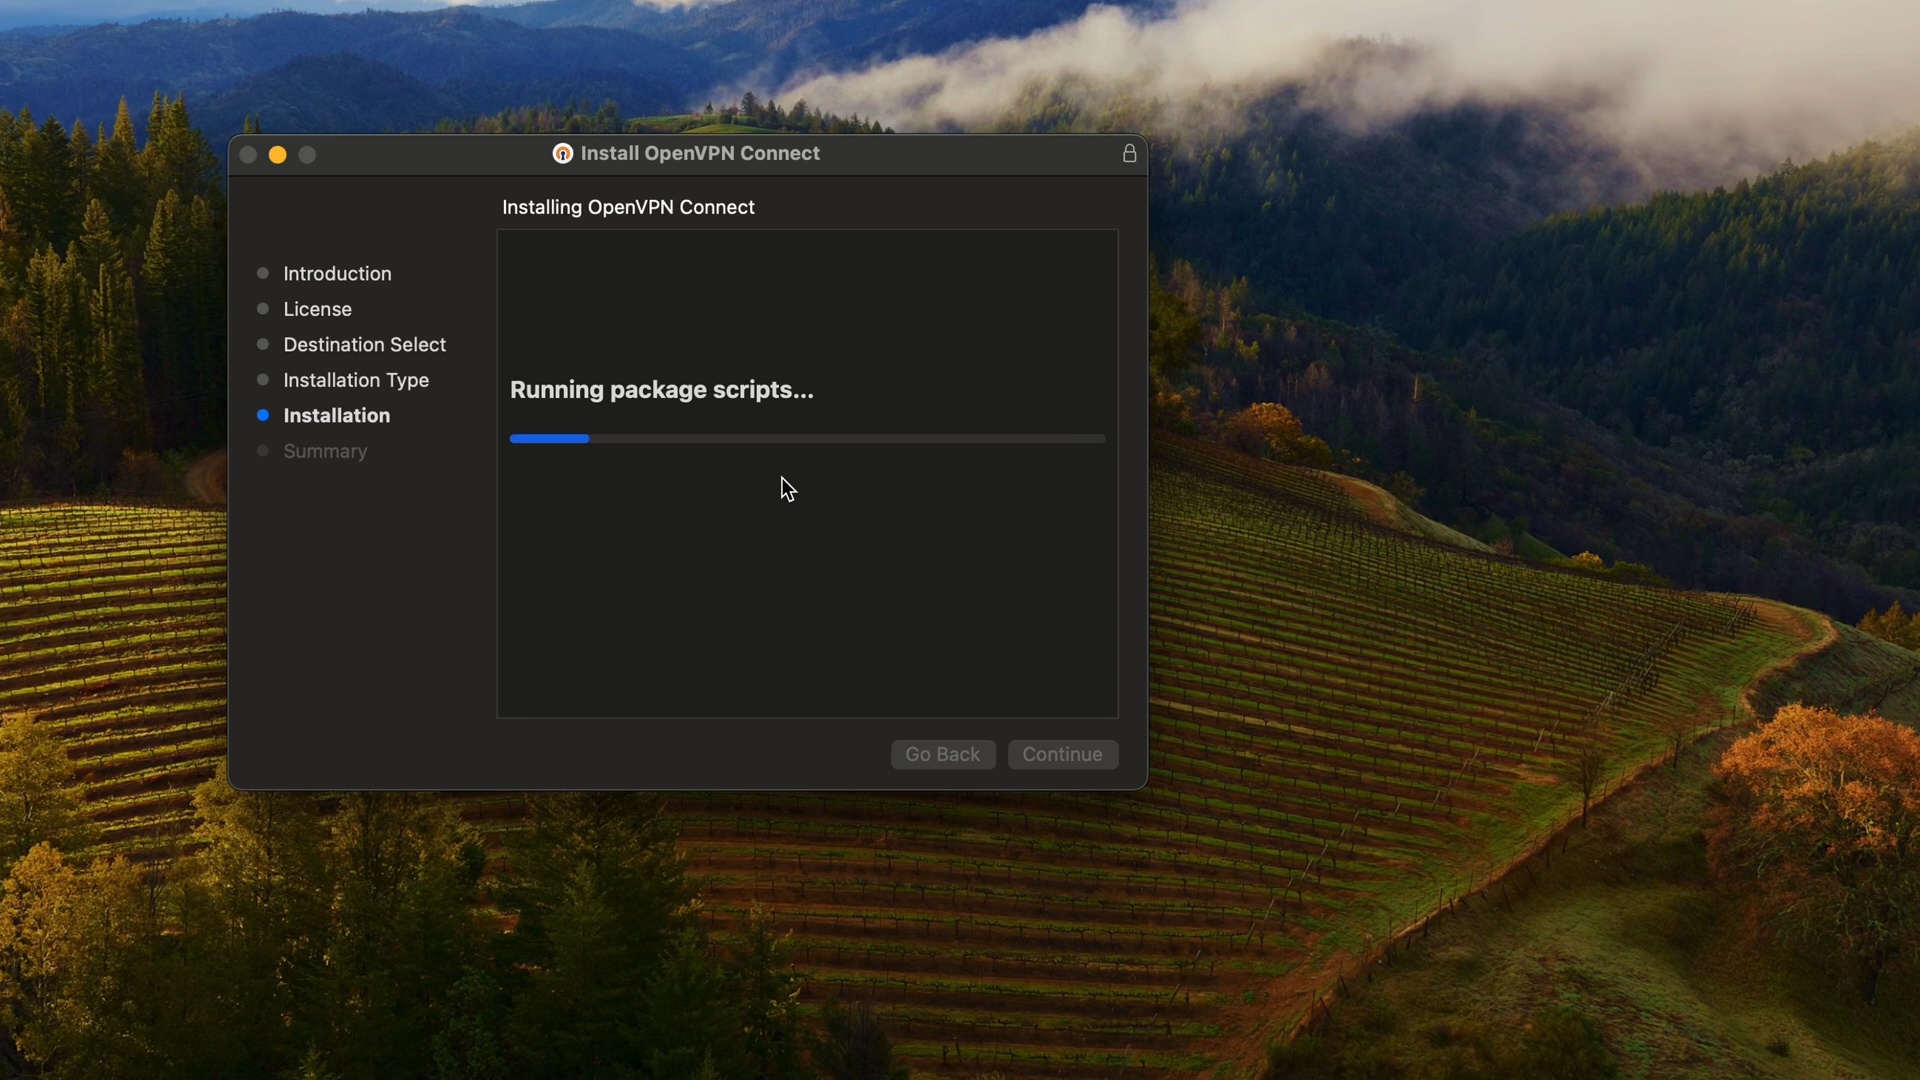 Install OpenVPN Connect
Installing OpenVPN Connect
Introduction
License
Destination Select
Installation Type
Installation
Summary
Running package scripts...
Go Back
Continue